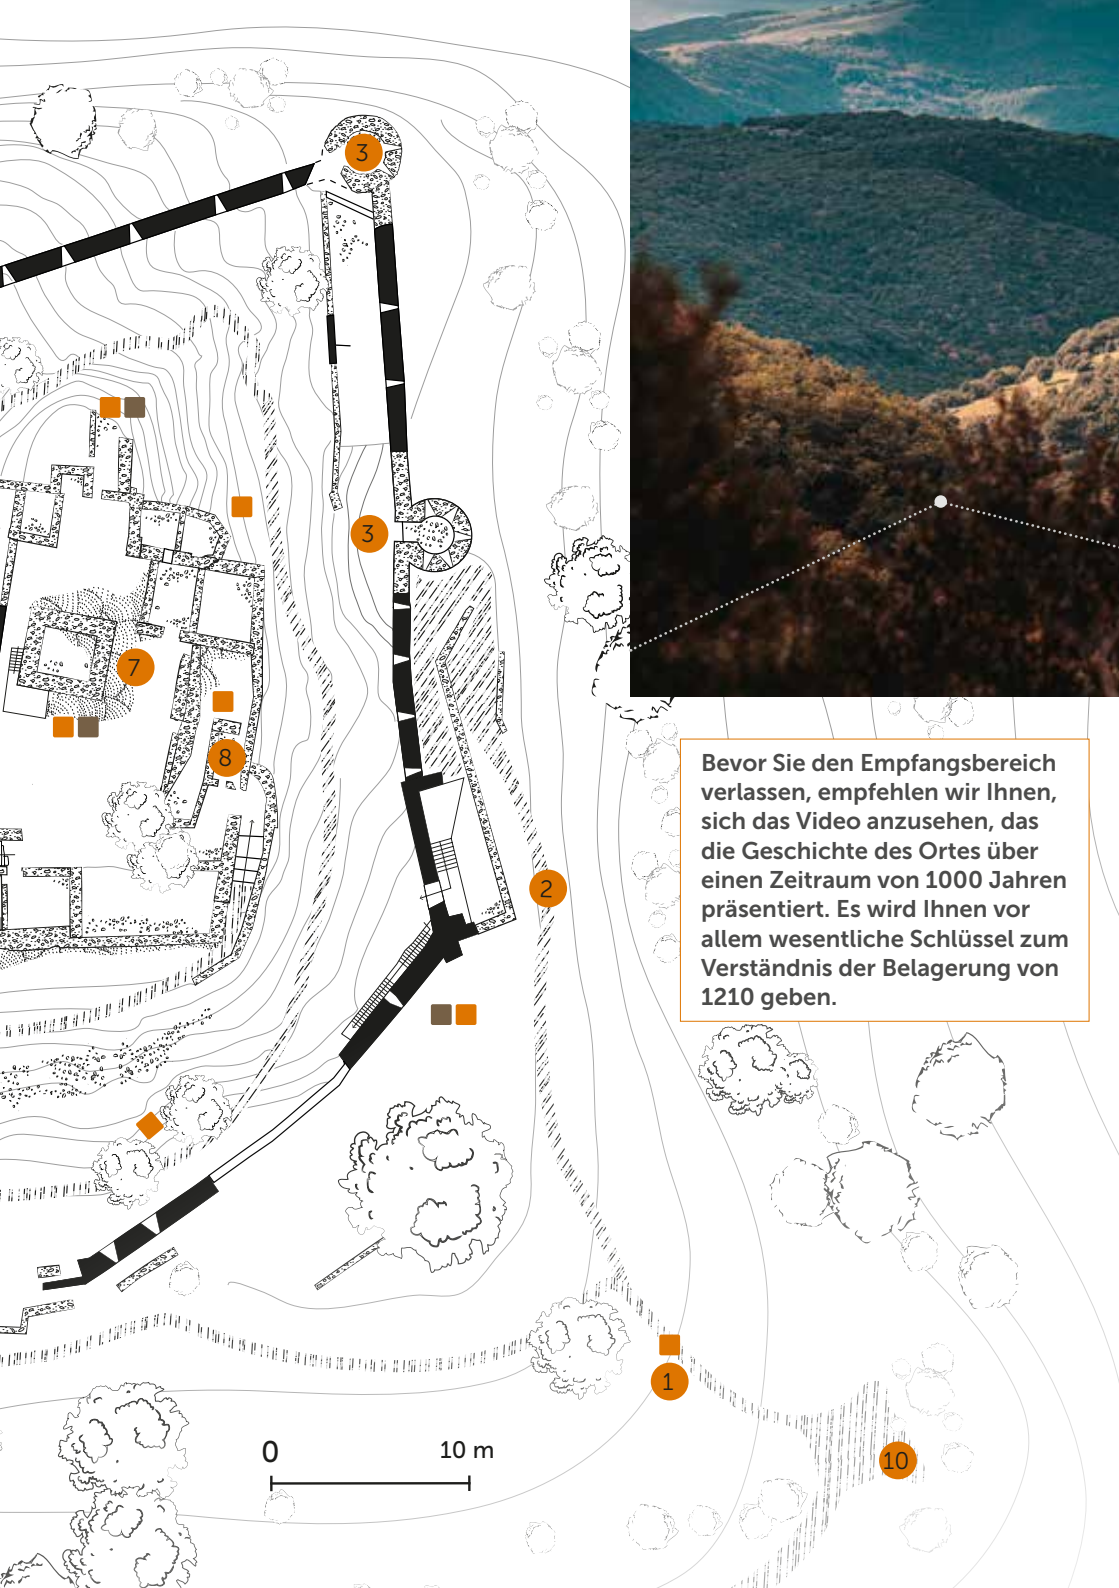 3
3
7
8
2
Bevor Sie den Empfangsbereich
verlassen, empfehlen wir Ihnen,
sich das Video anzusehen, das
die Geschichte des Ortes über
einen Zeitraum von 1000 Jahren
präsentiert. Es wird Ihnen vor
allem wesentliche Schlüssel zum
Verständnis der Belagerung von
1210 geben.
1
10
0 10 m